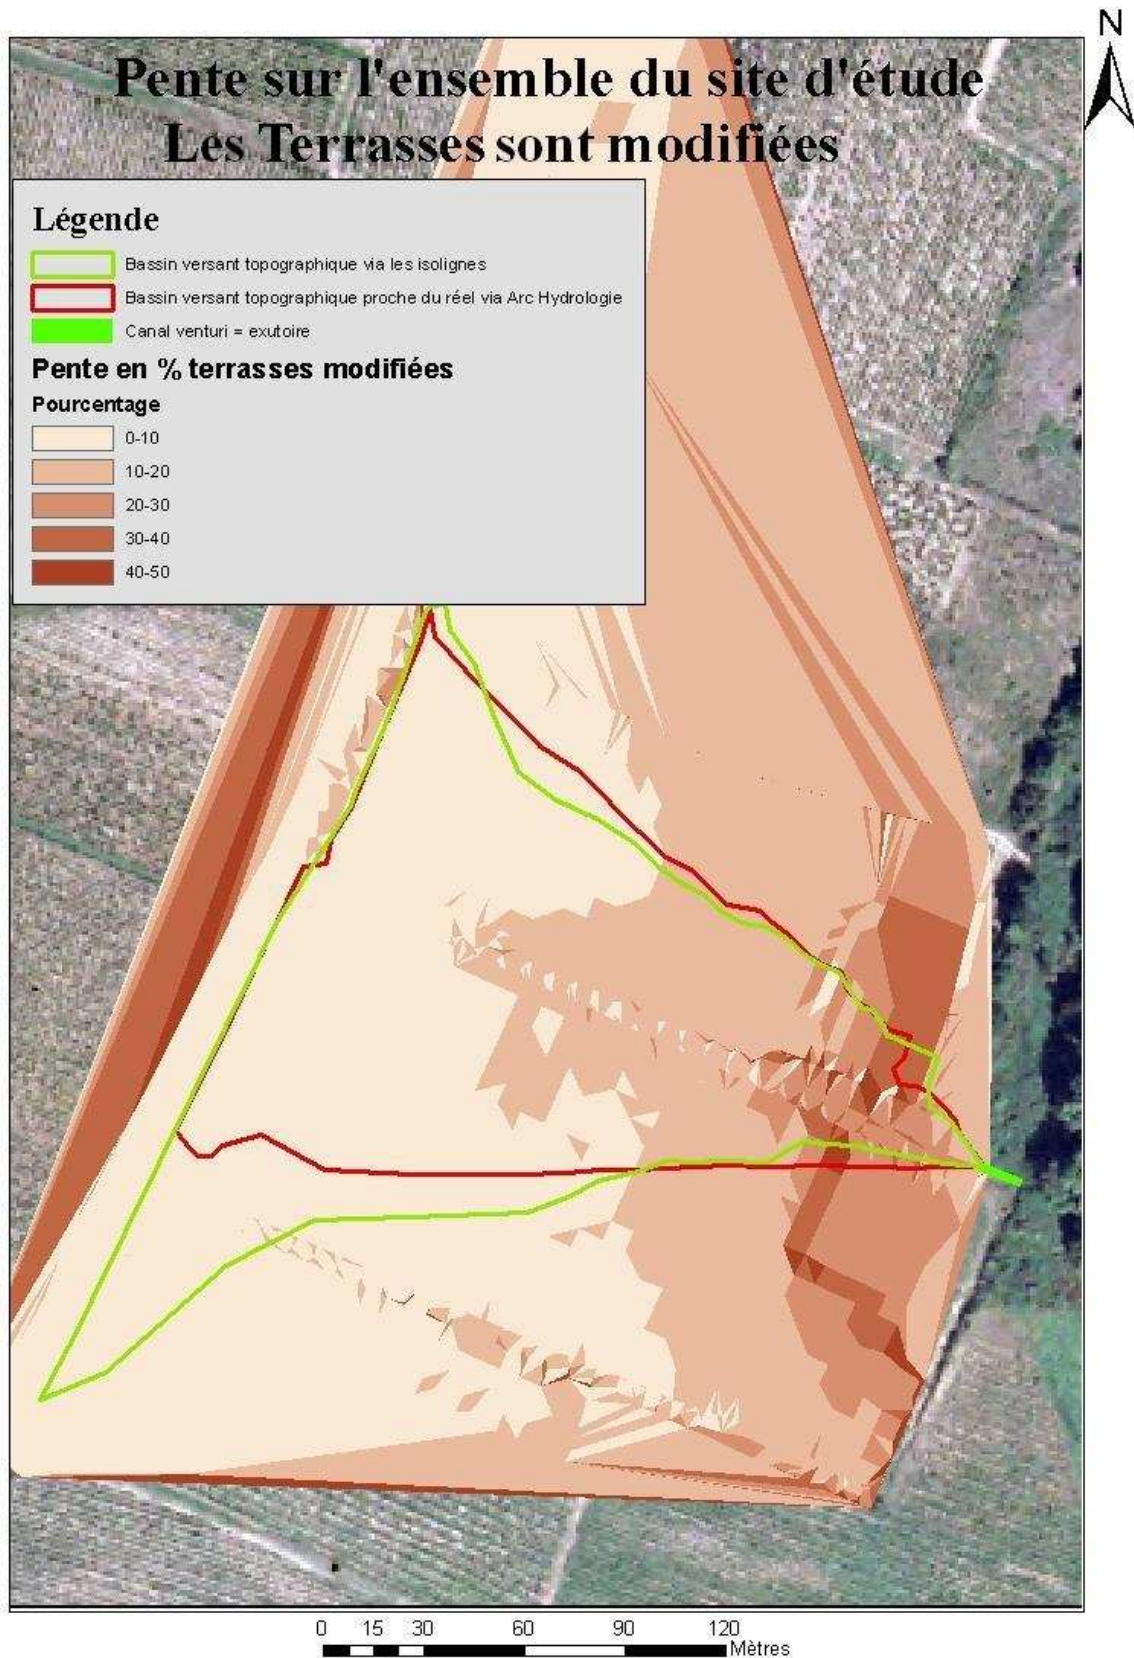 N
Pente sur l'ensemble du site d'étude
Les Terrasses sont modifiées
Légende
Bassin versant topographique via les isolignes
Bassin versant topographique proche du réel via Arc Hydrologie
Canal venturi = exutoire
Pente en % terrasses modifiées
Pourcentage
0-10
10-20
20-30
30-40
40-50
0 15 30 60 90 120
Mètres